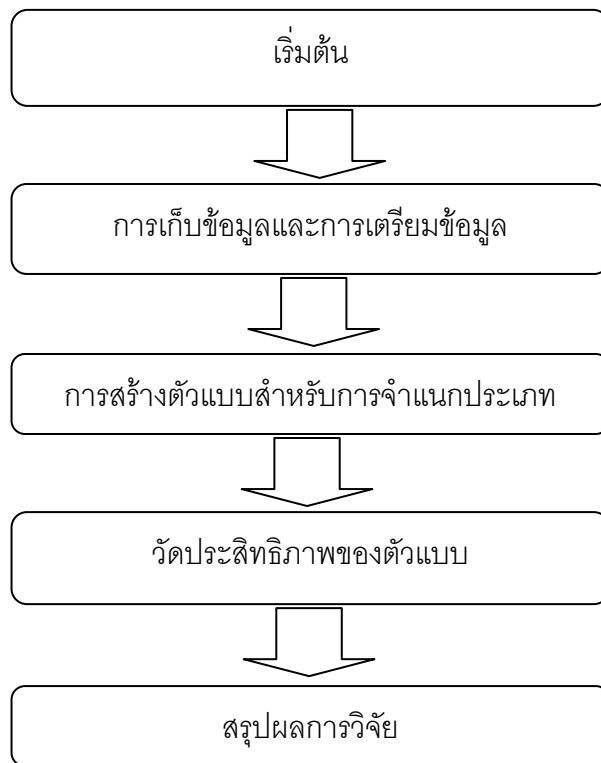 เริ่มต้น
การเก็บข้อมูลและการเตรียมข้อมูล
การสร้างตัวแบบสำหรับการจำแนกประเภท
วัดประสิทธิภาพของตัวแบบ
สรุปผลการวิจัย